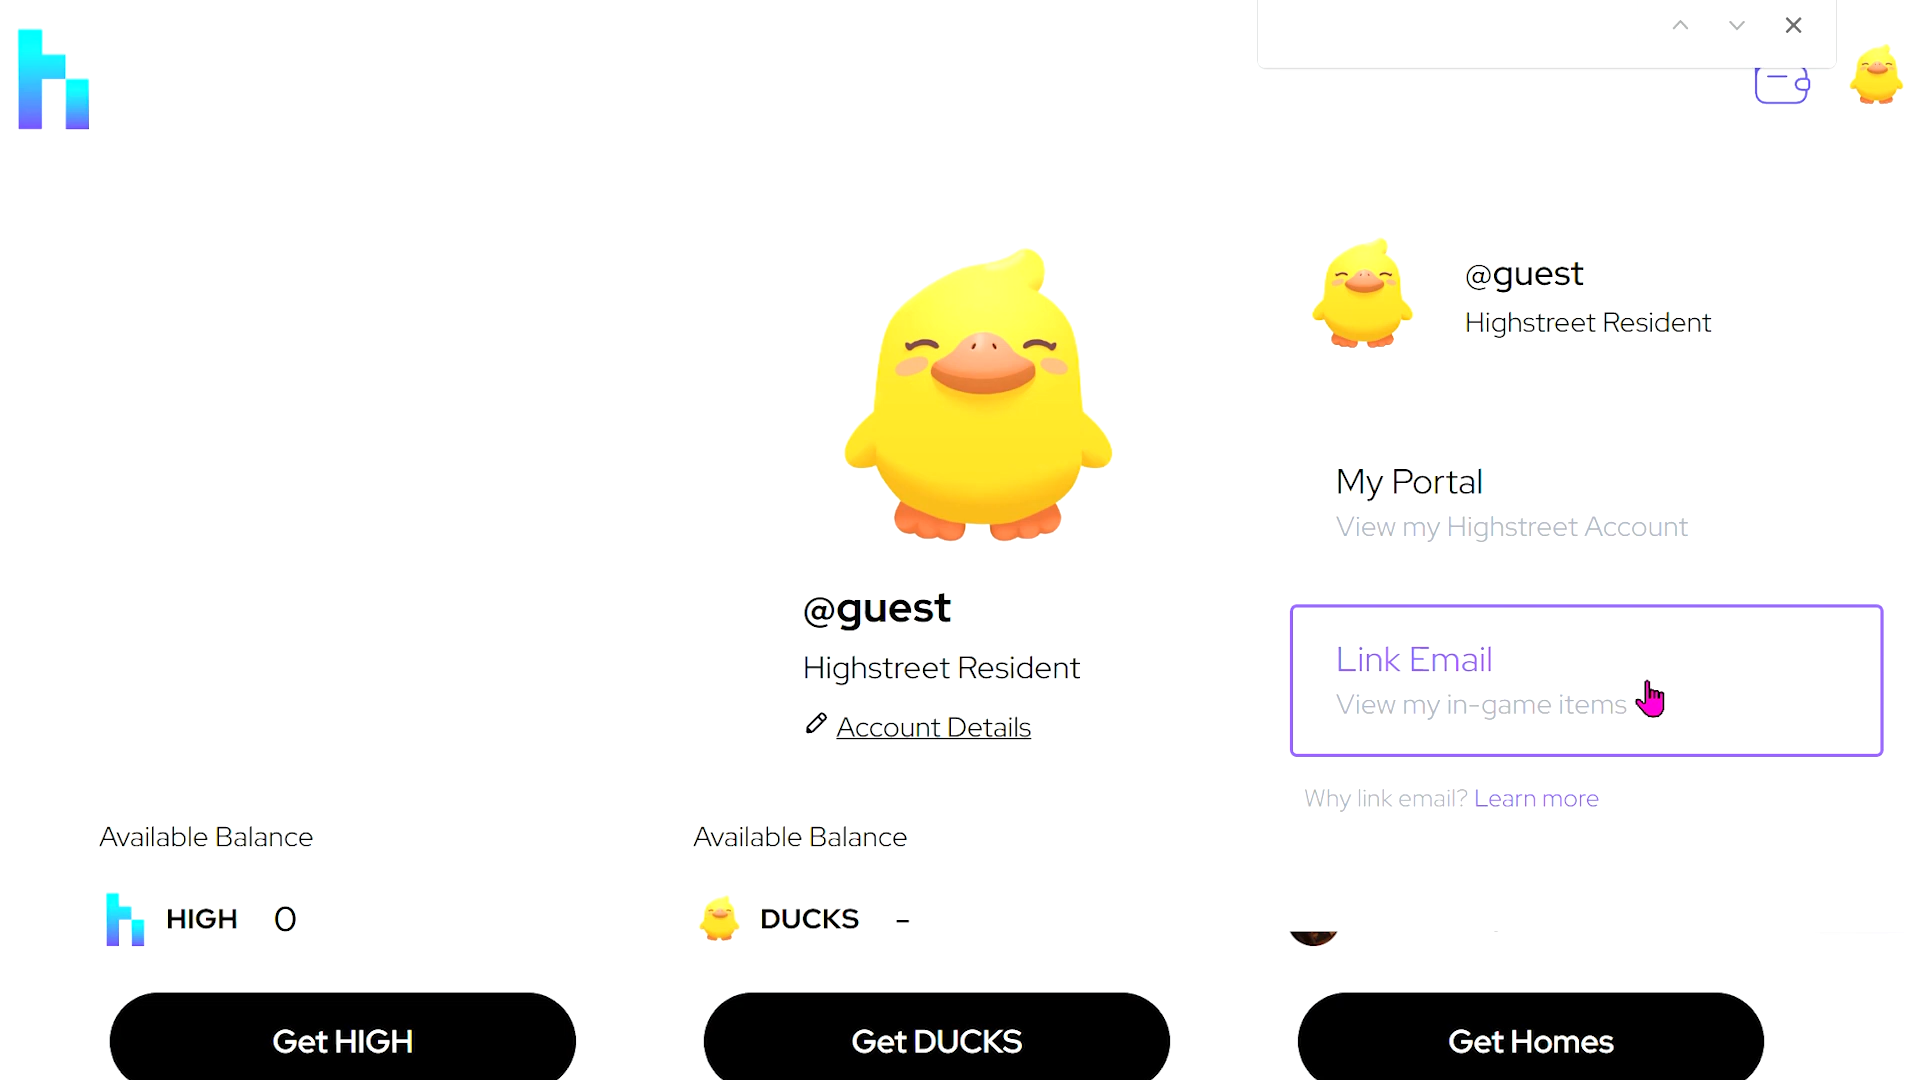 @guest
Highstreet Resident
My Portal
View my Highstreet Account
Link Email
View my in-game items
Why link email? Learn more
@guest
Highstreet Resident
Account Details
Available Balance
HIGH 0
Get HIGH
Available Balance
DUCKS -
Get DUCKS
Get Homes